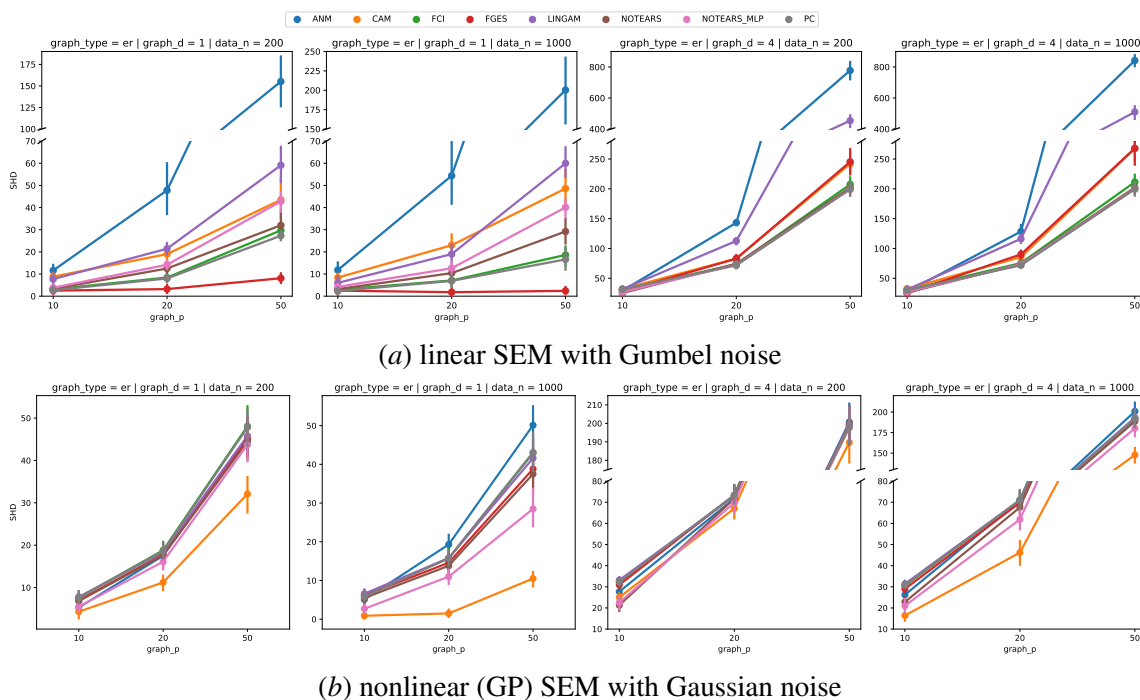 ANM CAM FCI FGES LINGAM NOTEARS NOTEARS_MLP PC
graph_type = er | graph_d = 1 | data_n = 200
175
150
125
100
70
60
50
40
30
20
10
0
SHD
10 20 50
graph_p
graph_type = er | graph_d = 1 | data_n = 1000
250
225
200
175
150
70
60
50
40
30
20
10
0
10 20 50
graph_p
graph_type = er | graph_d = 4 | data_n = 200
800
600
400
250
200
150
100
50
10 20 50
graph_p
graph_type = er | graph_d = 4 | data_n = 1000
800
600
400
250
200
150
100
50
10 20 50
graph_p
(a) linear SEM with Gumbel noise
graph_type = er | graph_d = 1 | data_n = 200
50
40
30
20
10
SHD
10 20 50
graph_p
graph_type = er | graph_d = 1 | data_n = 1000
50
40
30
20
10
0
10 20 50
graph_p
graph_type = er | graph_d = 4 | data_n = 200
210
200
190
180
80
70
60
50
40
30
20
10
10 20 50
graph_p
graph_type = er | graph_d = 4 | data_n = 1000
200
175
150
125
80
70
60
50
40
30
20
10
10 20 50
graph_p
(b) nonlinear (GP) SEM with Gaussian noise